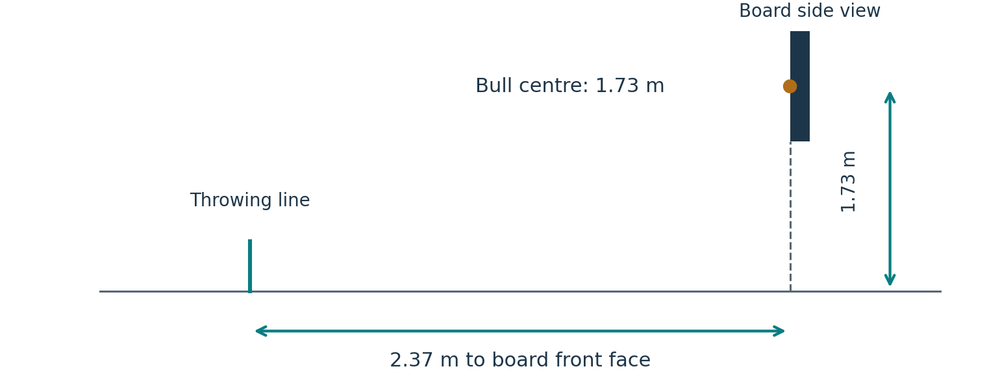 Board side view
Bull centre: 1.73 m
1.73 m
Throwing line
2.37 m to board front face